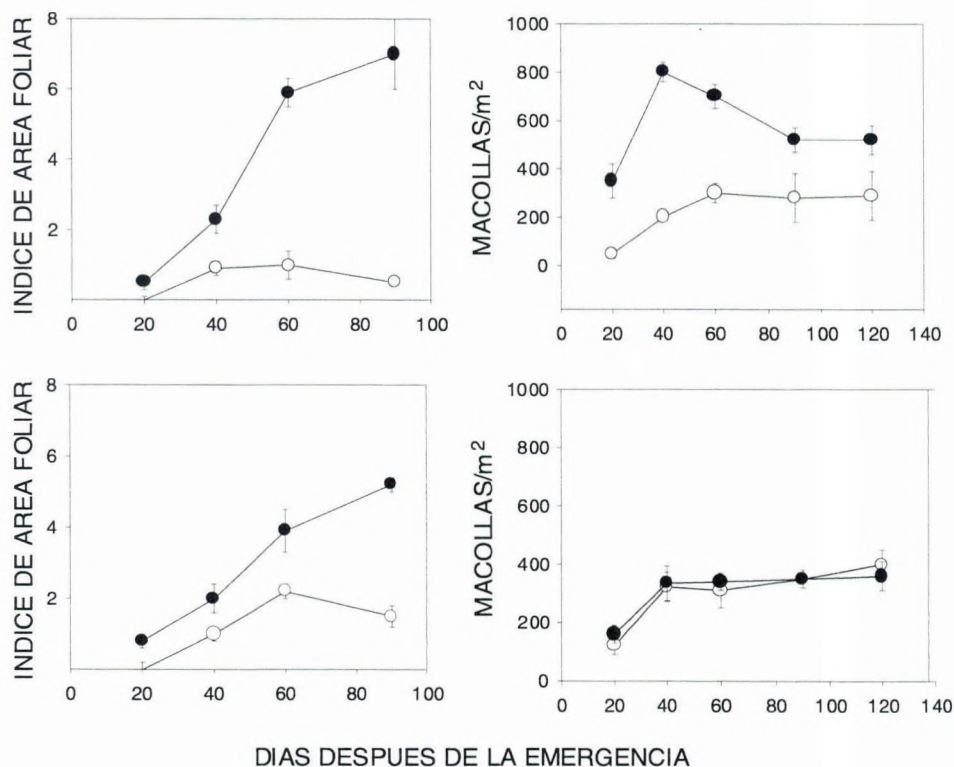 INDICE DE AREA FOLIAR
8
6
4
2
0 20 40 60 80 100
MACOLLAS/m²
1000
800
600
400
200
0
0 20 40 60 80 100 120 140
INDICE DE AREA FOLIAR
8
6
4
2
0 20 40 60 80 100
MACOLLAS/m²
1000
800
600
400
200
0
0 20 40 60 80 100 120 140
DIAS DESPUES DE LA EMERGENCIA